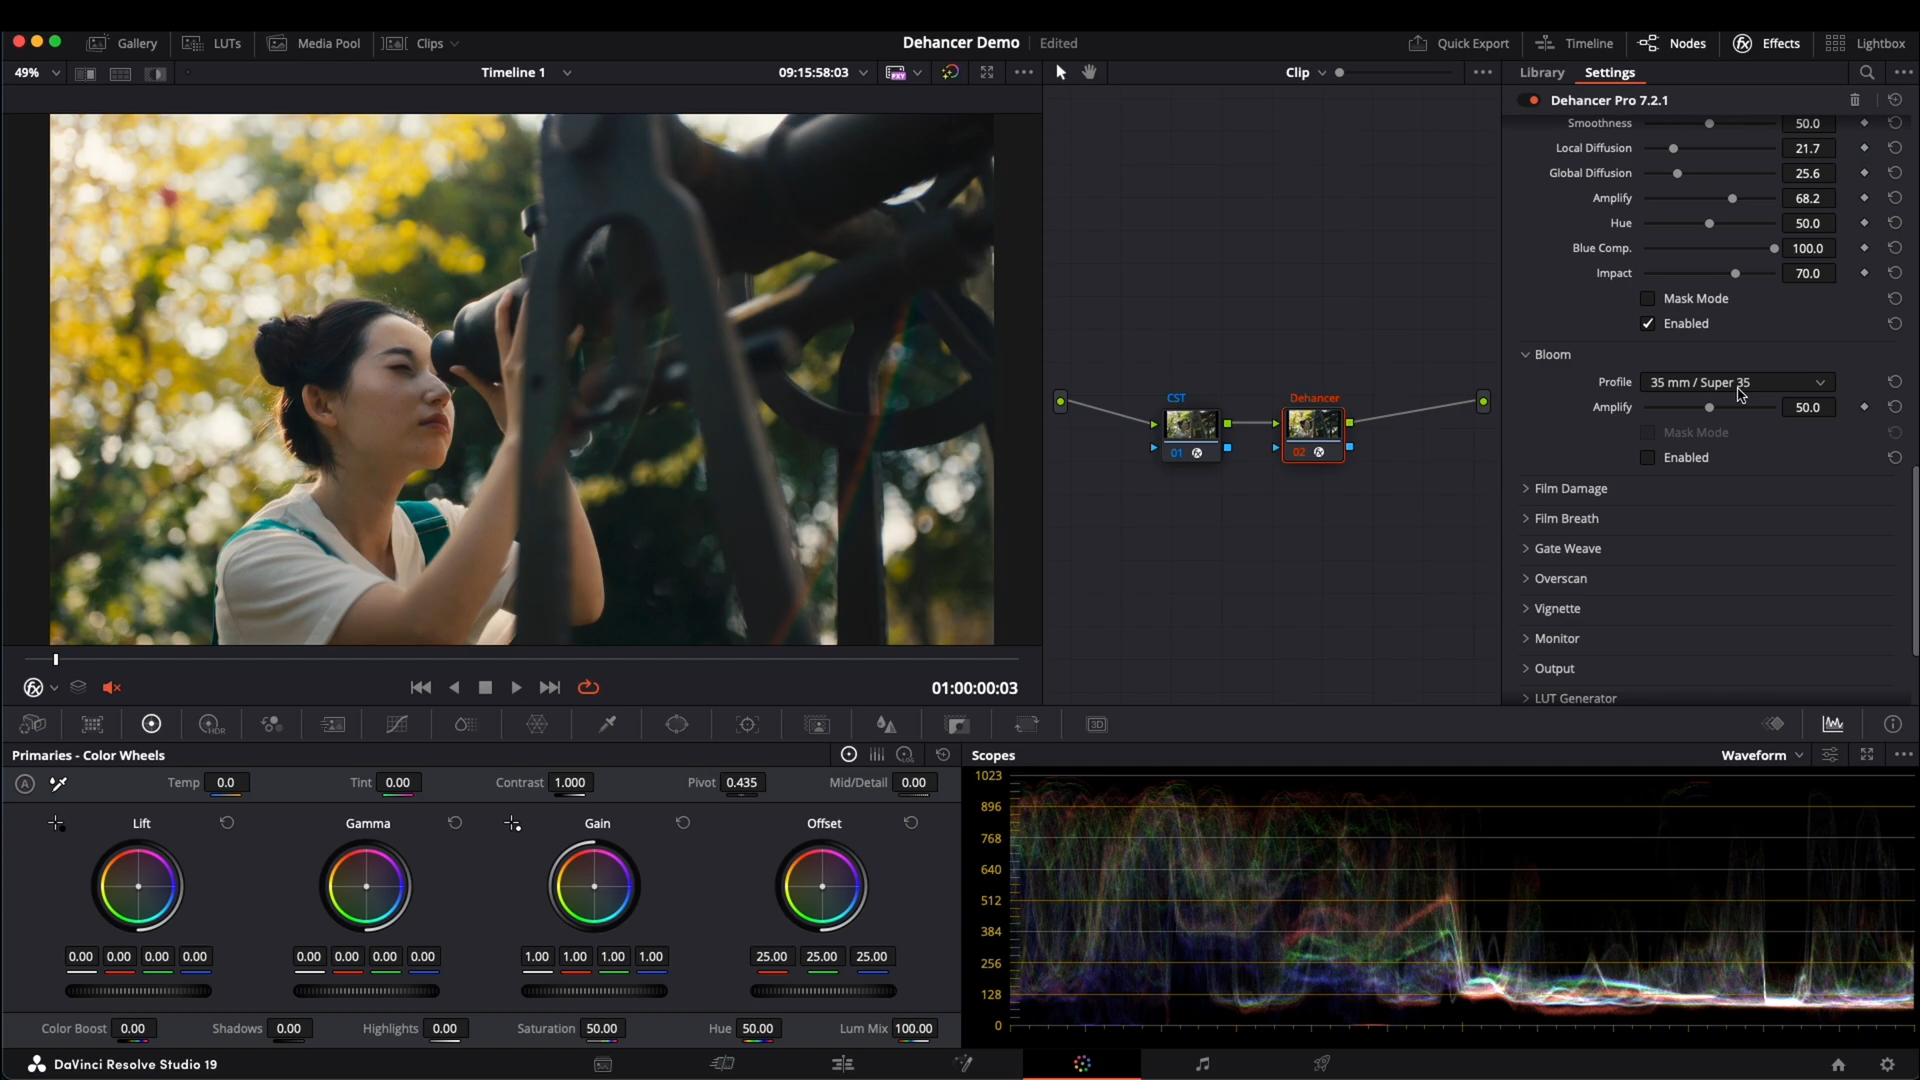 Gallery LUTs Media Pool Clips Dehancer Demo Edited Quick Export Timeline Nodes Effects Lightbox
49% Timeline 1 09:15:58:03 PXY Clip Library Settings
Dehancer Pro 7.2.1
Smoothness 50.0
Local Diffusion 21.7
Global Diffusion 25.6
Amplify 68.2
Hue 50.0
Blue Comp. 100.0
Impact 70.0
Mask Mode
Enabled
Bloom
Profile 35 mm / Super 35
Amplify 50.0
Mask Mode
Enabled
Film Damage
Film Breath
Gate Weave
Overscan
Vignette
Monitor
Output
LUT Generator
CST Dehancer
01 fx 02 fx
fx 01:00:00:03
HDR 3D
Primaries - Color Wheels Scopes Waveform
A Temp 0.0 Tint 0.00 Contrast 1.000 Pivot 0.435 Mid/Detail 0.00
Lift Gamma Gain Offset
0.00 0.00 0.00 0.00 0.00 0.00 0.00 0.00 1.00 1.00 1.00 1.00 25.00 25.00 25.00
Color Boost 0.00 Shadows 0.00 Highlights 0.00 Saturation 50.00 Hue 50.00 Lum Mix 100.00
1023
896
768
640
512
384
256
128
0
DaVinci Resolve Studio 19